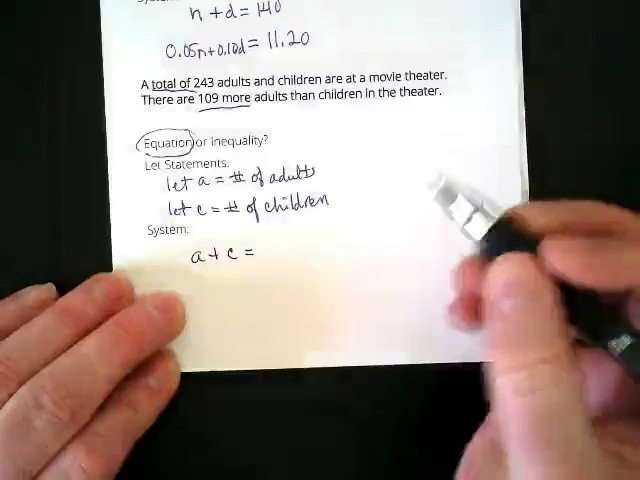 n + d = 140
0.05n + 0.10d = 11.20
A total of 243 adults and children are at a movie theater.
There are 109 more adults than children in the theater.
Equation or Inequality?
Let Statements:
let a = # of adults
let c = # of children
System:
a + c =